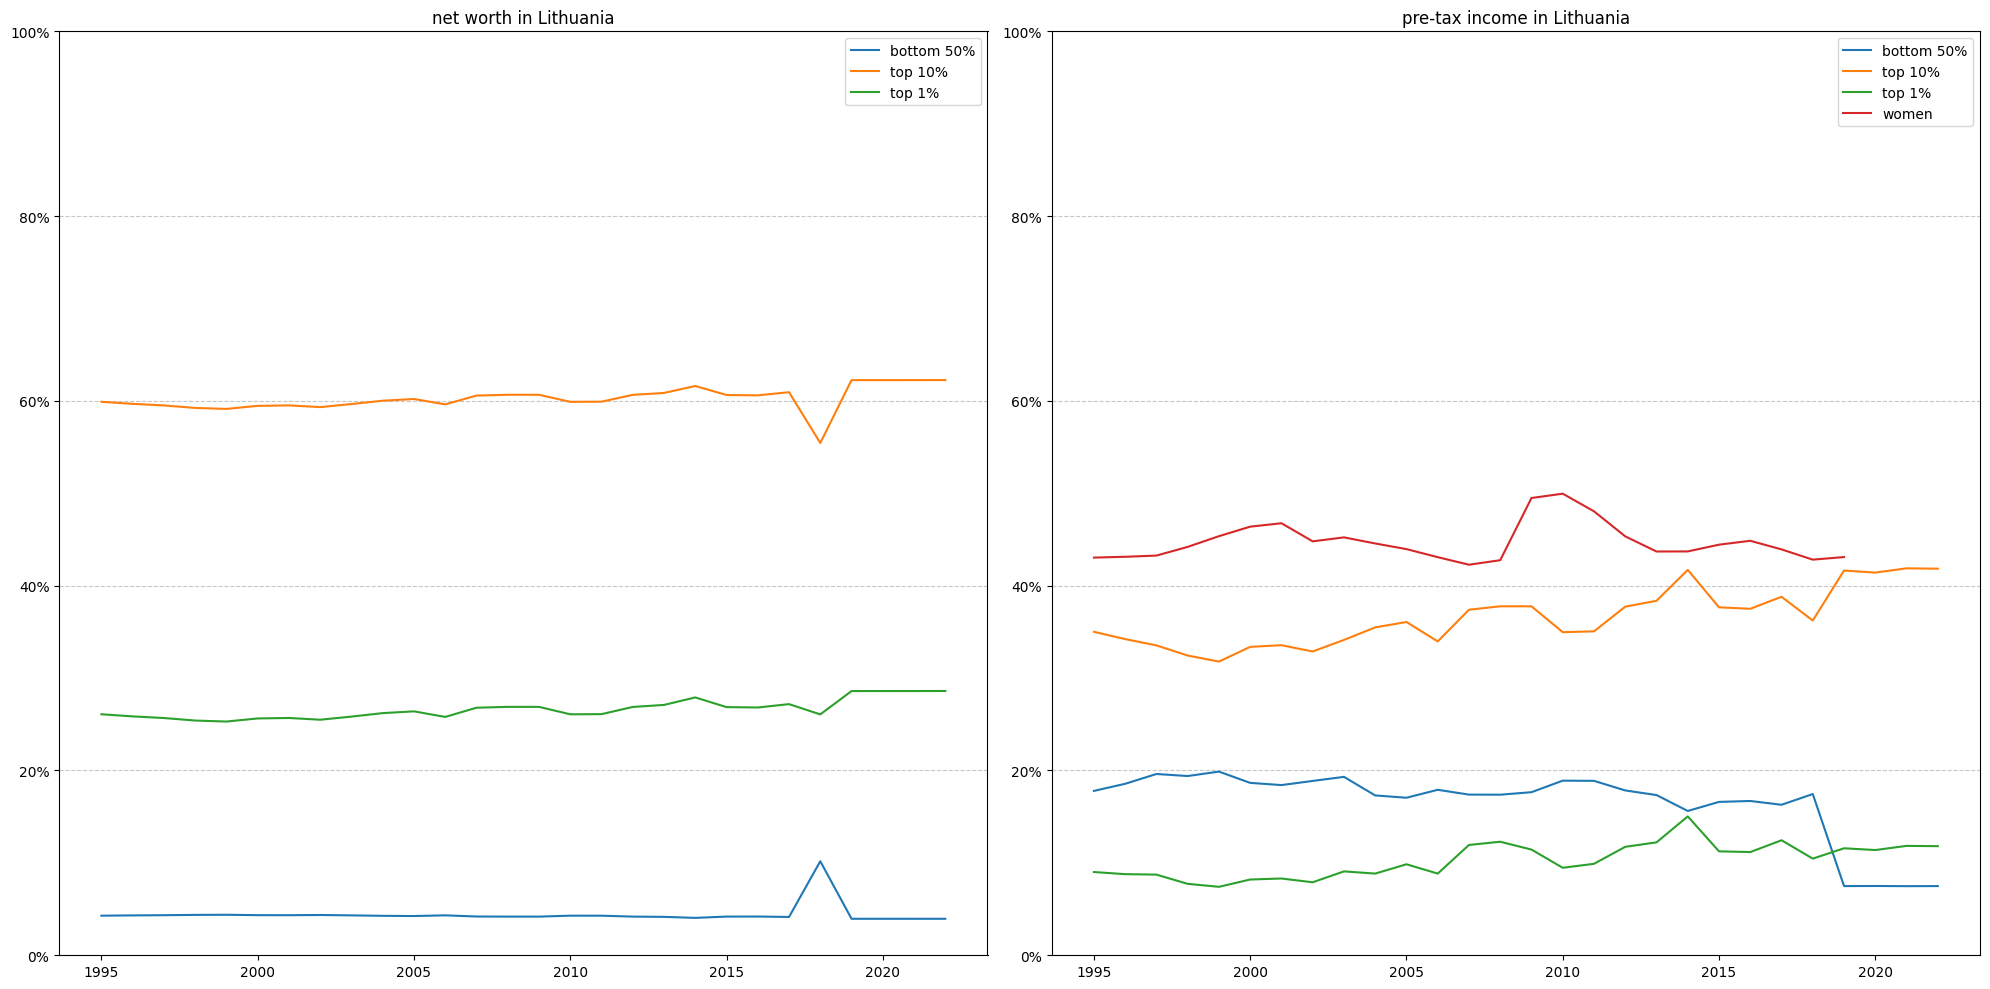 net worth in Lithuania
100%
80%
60%
40%
20%
0%
1995 2000 2005 2010 2015 2020
bottom 50%
top 10%
top 1%
pre-tax income in Lithuania
100%
80%
60%
40%
20%
0%
1995 2000 2005 2010 2015 2020
bottom 50%
top 10%
top 1%
women